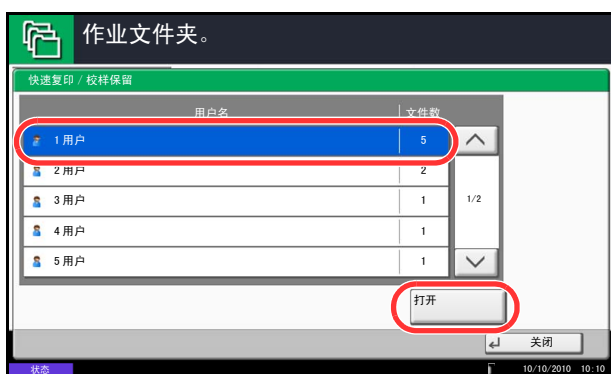 作业文件夹。
快速复印 / 校样保留
用户名 文件数
1 用户 5
2 用户 2
3 用户 1
1/2
4 用户 1
5 用户 1
打开
关闭
状态 10/10/2010 10:10